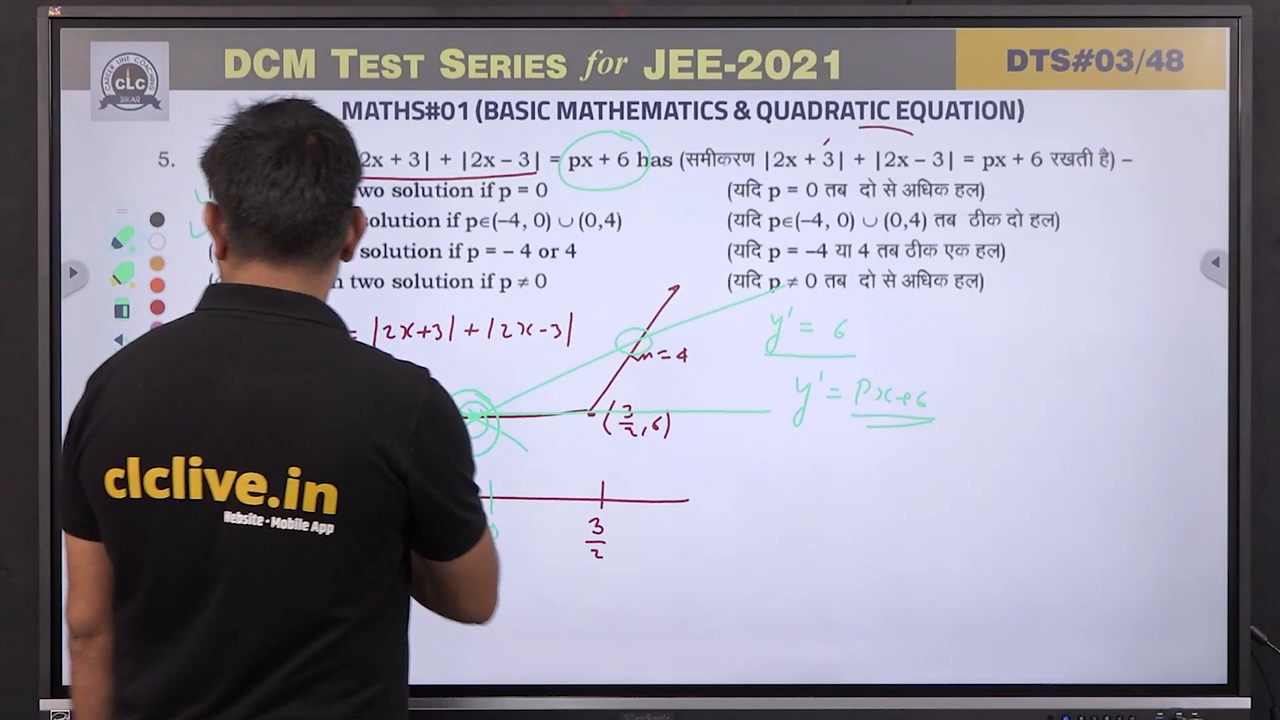 DCM TEST SERIES for JEE-2021
DTS#03/48
CLC
SIKAR
MATHS#01 (BASIC MATHEMATICS & QUADRATIC EQUATION)
5. 2x + 3| + |2x – 3| = px + 6 has (समीकरण |2x + 3| + |2x – 3| = px + 6 रखती है) –
two solution if p = 0 (यदि p = 0 तब दो से अधिक हल)
solution if p∈(–4, 0) ∪ (0,4) (यदि p∈(–4, 0) ∪ (0,4) तब ठीक दो हल)
solution if p = – 4 or 4 (यदि p = –4 या 4 तब ठीक एक हल)
two solution if p ≠ 0 (यदि p ≠ 0 तब दो से अधिक हल)
= |2x+3| + |2x-3|
y' = 6
m = 4
y' = px+6
(3/2, 6)
3/2
clclive.in
Website • Mobile App
ViewSonic